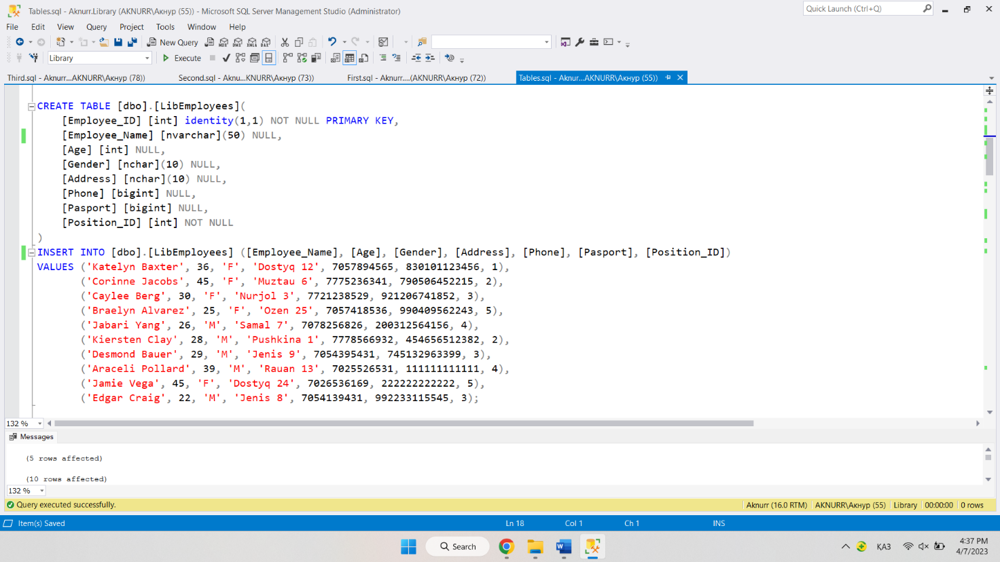 Tables.sql - Aknurr.Library (AKNURR\Акнур (55)) - Microsoft SQL Server Management Studio (Administrator)
Quick Launch (Ctrl+Q)
File Edit View Query Project Tools Window Help
New Query MDX DMX XMLA DAX
Library Execute
Third.sql - Aknurr...AKNURR\Акнур (78)) Second.sql - Aknu...KNURR\Акнур (73)) First.sql - Aknurr....(AKNURR\Акнур (72)) Tables.sql - Aknur...AKNURR\Акнур (55))
CREATE TABLE [dbo].[LibEmployees](
[Employee_ID] [int] identity(1,1) NOT NULL PRIMARY KEY,
[Employee_Name] [nvarchar](50) NULL,
[Age] [int] NULL,
[Gender] [nchar](10) NULL,
[Address] [nchar](10) NULL,
[Phone] [bigint] NULL,
[Pasport] [bigint] NULL,
[Position_ID] [int] NOT NULL
)
INSERT INTO [dbo].[LibEmployees] ([Employee_Name], [Age], [Gender], [Address], [Phone], [Pasport], [Position_ID])
VALUES ('Katelyn Baxter', 36, 'F', 'Dostyq 12', 7057894565, 830101123456, 1),
('Corinne Jacobs', 45, 'F', 'Muztau 6', 7775236341, 790506452215, 2),
('Caylee Berg', 30, 'F', 'Nurjol 3', 7721238529, 921206741852, 3),
('Braelyn Alvarez', 25, 'F', 'Ozen 25', 7057418536, 990409562243, 5),
('Jabari Yang', 26, 'M', 'Samal 7', 7078256826, 200312564156, 4),
('Kiersten Clay', 28, 'M', 'Pushkina 1', 7778566932, 454656512382, 2),
('Desmond Bauer', 29, 'M', 'Jenis 9', 7054395431, 745132963399, 3),
('Araceli Pollard', 39, 'M', 'Rauan 13', 7025526531, 111111111111, 4),
('Jamie Vega', 45, 'F', 'Dostyq 24', 7026536169, 222222222222, 5),
('Edgar Craig', 22, 'M', 'Jenis 8', 7054139431, 992233115545, 3);
132 %
Messages
(5 rows affected)
(10 rows affected)
132 %
Query executed successfully. Aknurr (16.0 RTM) AKNURR\Акнур (55) Library 00:00:00 0 rows
Item(s) Saved Ln 18 Col 1 Ch 1 INS
Search ҚАЗ 4:37 PM
4/7/2023